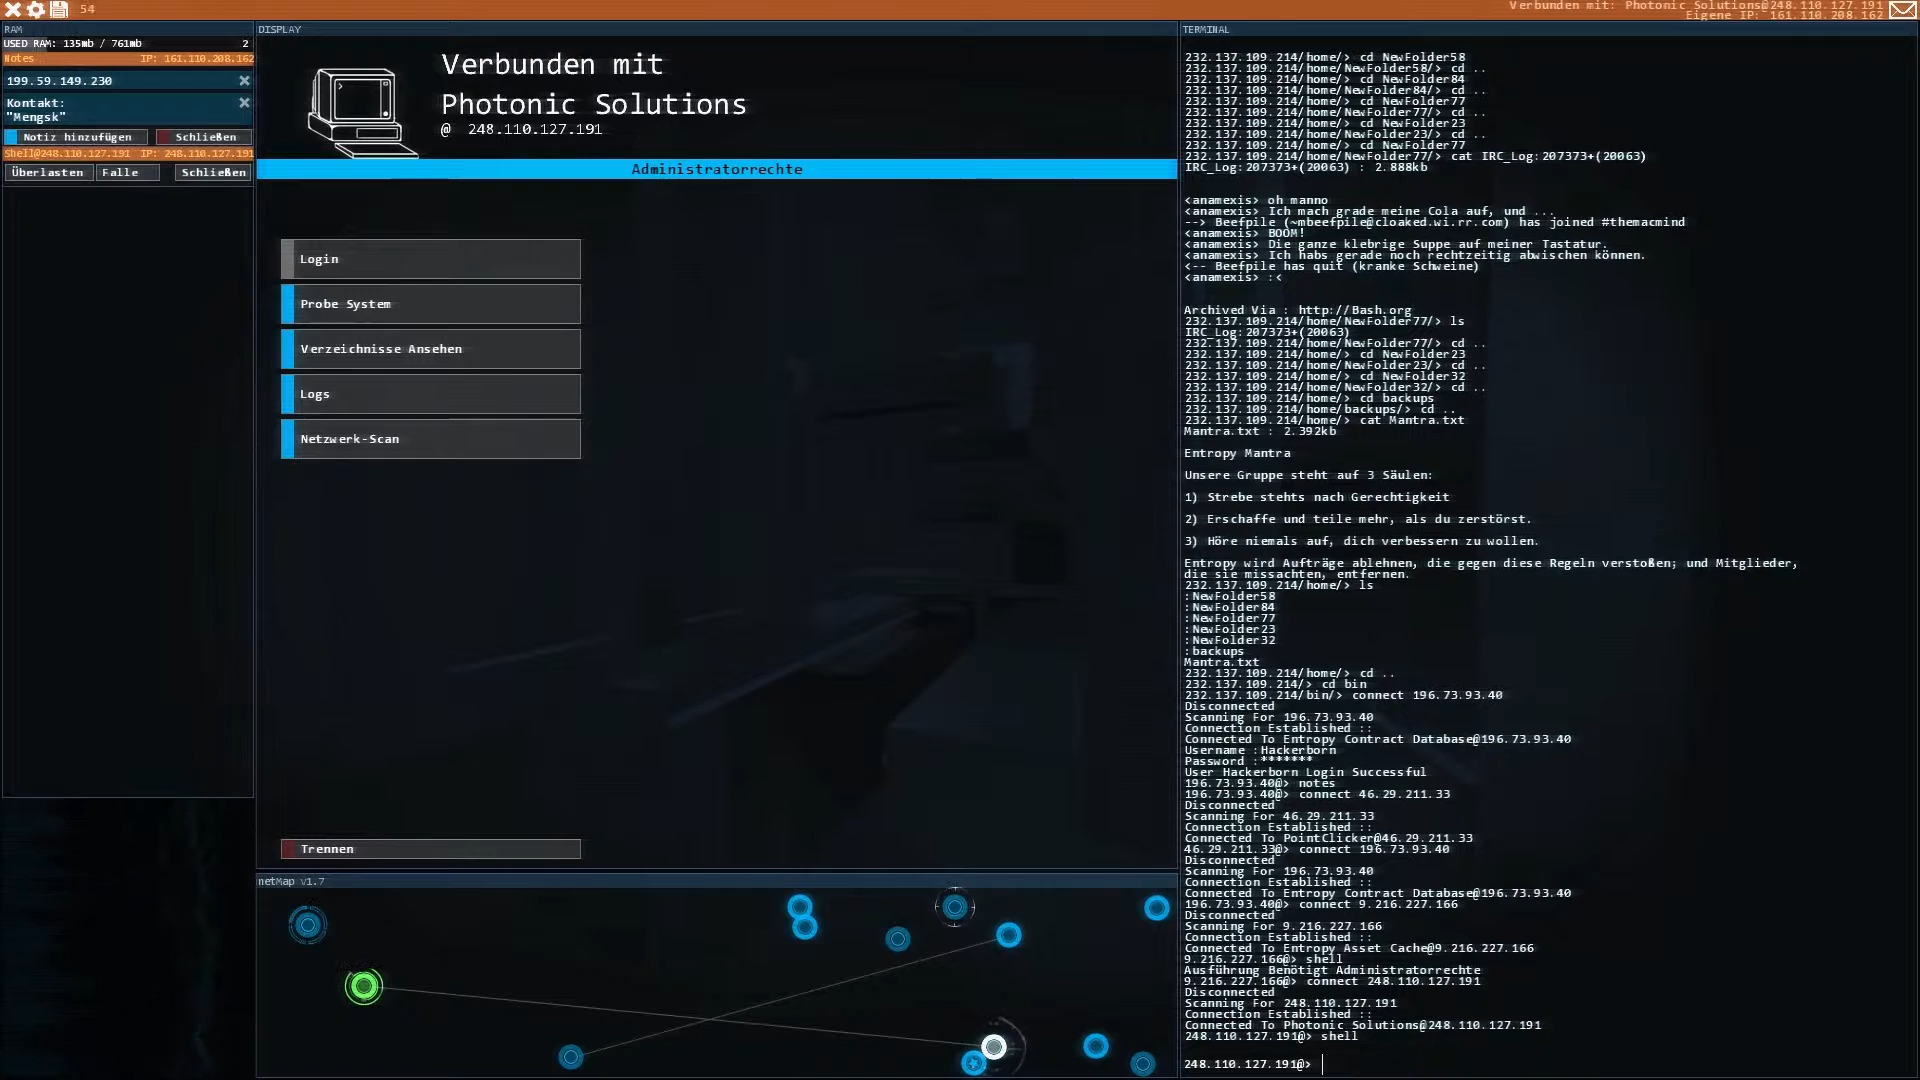 54
Verbunden mit: Photonic Solutions@248.110.127.191
Eigene IP: 161.110.208.162
RAM
USED RAM: 135mb / 761mb 2
Notes IP: 161.110.208.162
199.59.149.230
Kontakt:
"Mengsk"
Notiz hinzufügen Schließen
Shell@248.110.127.191 IP: 248.110.127.191
Überlasten Falle Schließen
DISPLAY
Verbunden mit
Photonic Solutions
@ 248.110.127.191
Administratorrechte
Login
Probe System
Verzeichnisse Ansehen
Logs
Netzwerk-Scan
Trennen
netMap v1.7
TERMINAL
232.137.109.214/home/> cd NewFolder58
232.137.109.214/home/NewFolder58/> cd ..
232.137.109.214/home/> cd NewFolder84
232.137.109.214/home/NewFolder84/> cd ..
232.137.109.214/home/> cd NewFolder77
232.137.109.214/home/NewFolder77/> cd ..
232.137.109.214/home/> cd NewFolder23
232.137.109.214/home/NewFolder23/> cd ..
232.137.109.214/home/> cd NewFolder77
232.137.109.214/home/NewFolder77/> cat IRC_Log:207373+(20063)
IRC_Log:207373+(20063) : 2.888kb
<anamexis> oh manno
<anamexis> Ich mach grade meine Cola auf, und ...
--> Beefpile (~mbeefpile@cloaked.wi.rr.com) has joined #themacmind
<anamexis> BOOM!
<anamexis> Die ganze klebrige Suppe auf meiner Tastatur.
<anamexis> Ich habs gerade noch rechtzeitig abwischen können.
<-- Beefpile has quit (kranke Schweine)
<anamexis> :<
Archived Via : http://Bash.org
232.137.109.214/home/NewFolder77/> ls
IRC_Log:207373+(20063)
232.137.109.214/home/NewFolder77/> cd ..
232.137.109.214/home/> cd NewFolder23
232.137.109.214/home/NewFolder23/> cd ..
232.137.109.214/home/> cd NewFolder32
232.137.109.214/home/NewFolder32/> cd ..
232.137.109.214/home/> cd backups
232.137.109.214/home/backups/> cd ..
232.137.109.214/home/> cat Mantra.txt
Mantra.txt : 2.392kb
Entropy Mantra
Unsere Gruppe steht auf 3 Säulen:
1) Strebe stehts nach Gerechtigkeit
2) Erschaffe und teile mehr, als du zerstörst.
3) Höre niemals auf, dich verbessern zu wollen.
Entropy wird Aufträge ablehnen, die gegen diese Regeln verstoßen; und Mitglieder,
die sie missachten, entfernen.
232.137.109.214/home/> ls
:NewFolder58
:NewFolder84
:NewFolder77
:NewFolder23
:NewFolder32
:backups
Mantra.txt
232.137.109.214/home/> cd ..
232.137.109.214/> cd bin
232.137.109.214/bin/> connect 196.73.93.40
Disconnected
Scanning For 196.73.93.40
Connection Established ::
Connected To Entropy Contract Database@196.73.93.40
Username :Hackerborn
Password :*******
User Hackerborn Login Successful
196.73.93.40@> notes
196.73.93.40@> connect 46.29.211.33
Disconnected
Scanning For 46.29.211.33
Connection Established ::
Connected To PointClicker@46.29.211.33
46.29.211.33@> connect 196.73.93.40
Disconnected
Scanning For 196.73.93.40
Connection Established ::
Connected To Entropy Contract Database@196.73.93.40
196.73.93.40@> connect 9.216.227.166
Disconnected
Scanning For 9.216.227.166
Connection Established ::
Connected To Entropy Asset Cache@9.216.227.166
9.216.227.166@> shell
Ausführung Benötigt Administratorrechte
9.216.227.166@> connect 248.110.127.191
Disconnected
Scanning For 248.110.127.191
Connection Established ::
Connected To Photonic Solutions@248.110.127.191
248.110.127.191@> shell
248.110.127.191@>